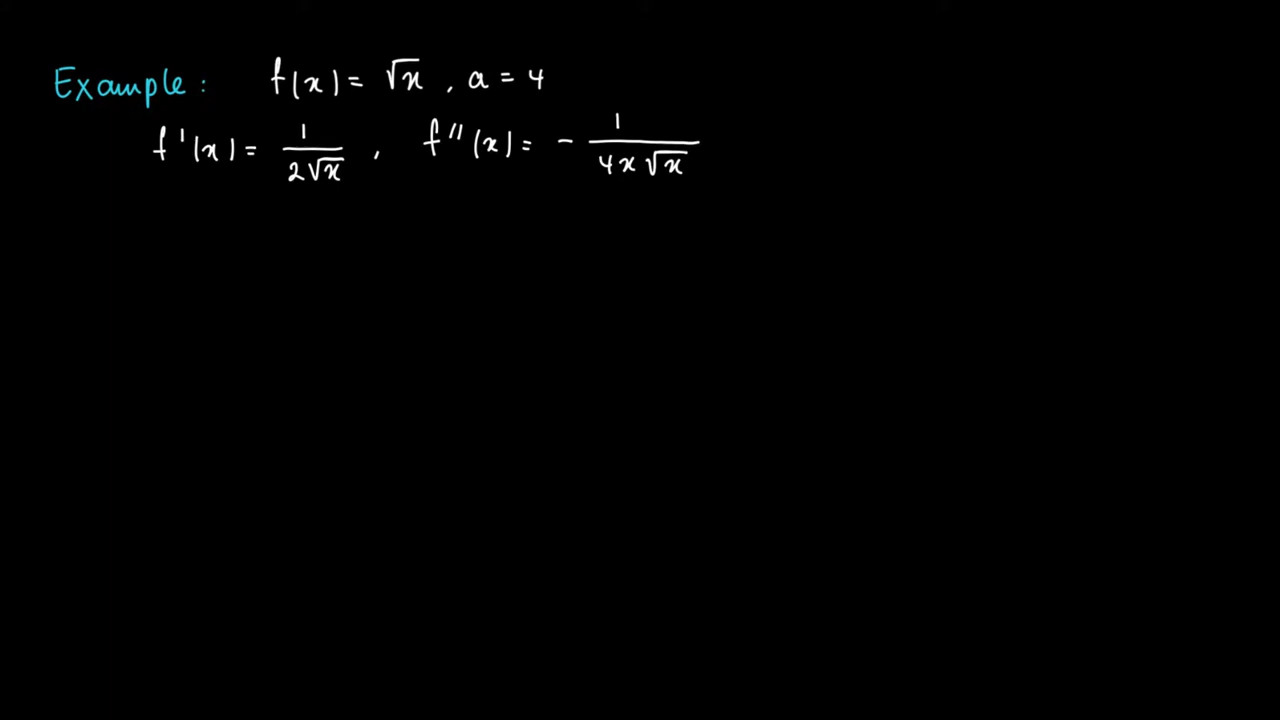 Example: f(x) = √x , a = 4
f'(x) = 1/(2√x) , f''(x) = - 1/(4x√x)